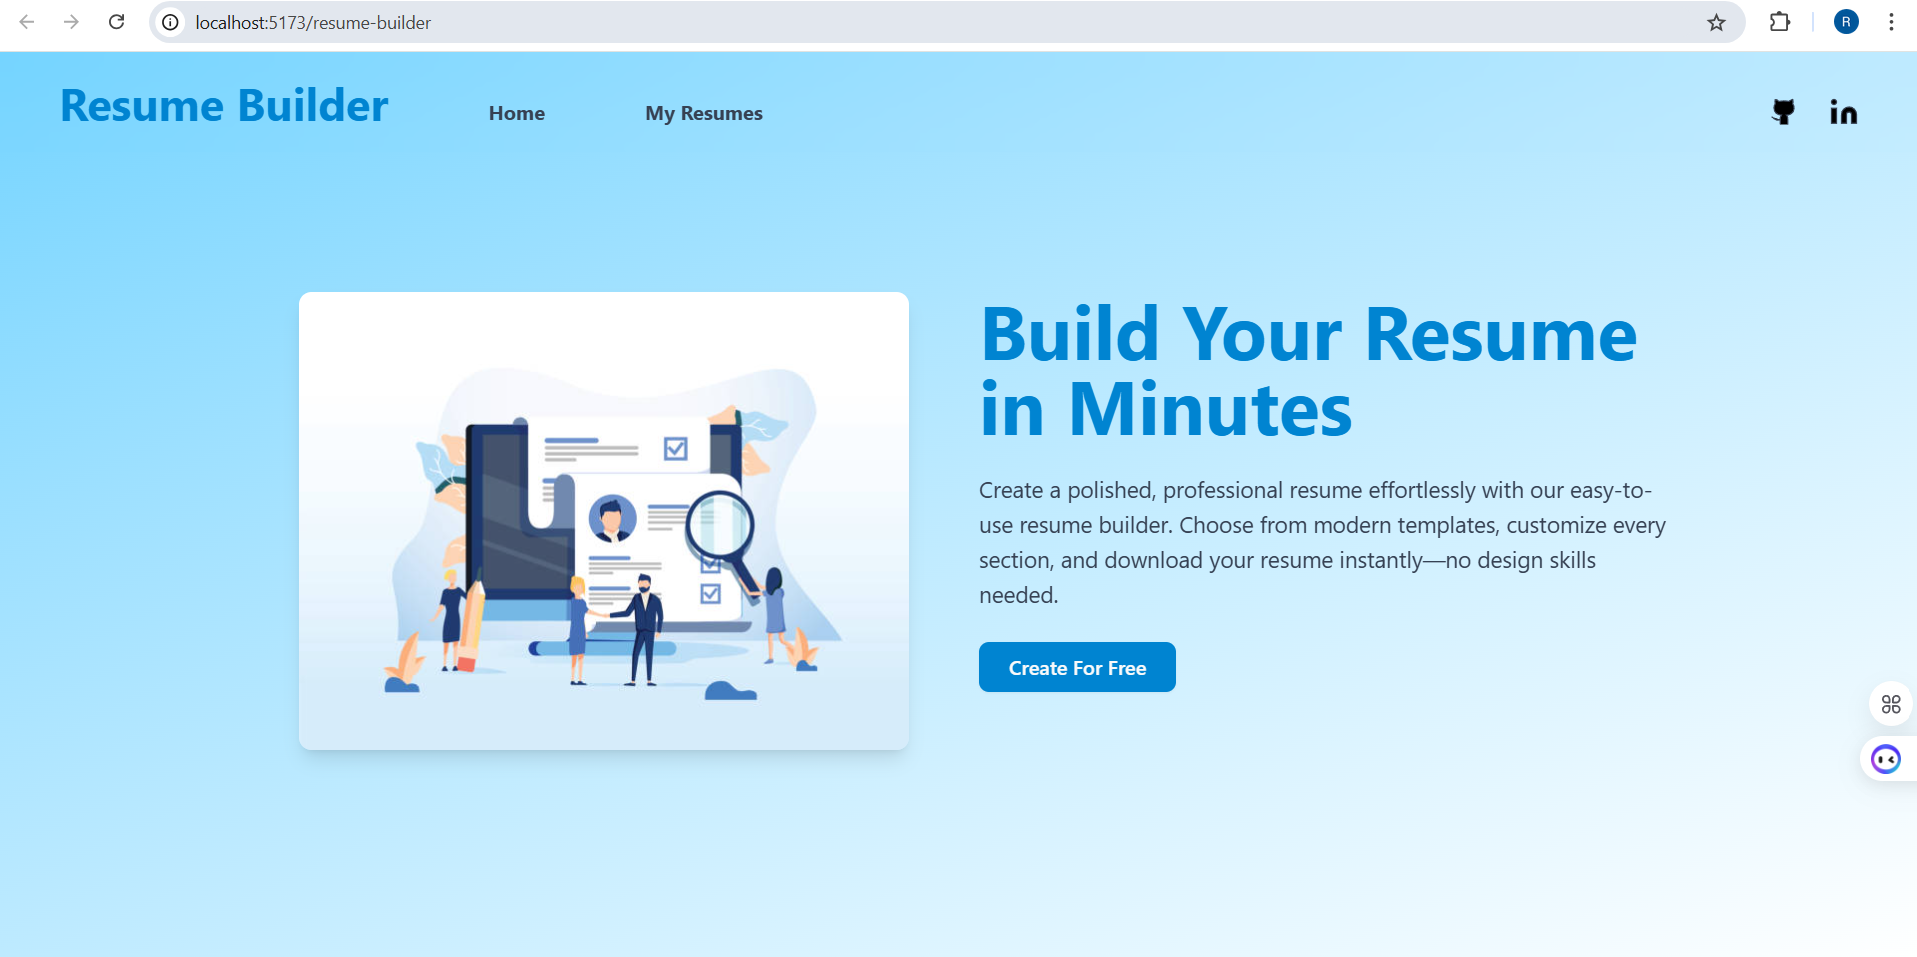 localhost:5173/resume-builder
R
Resume Builder
Home
My Resumes
in
Build Your Resume
in Minutes
Create a polished, professional resume effortlessly with our easy-to-
use resume builder. Choose from modern templates, customize every
section, and download your resume instantly—no design skills
needed.
Create For Free